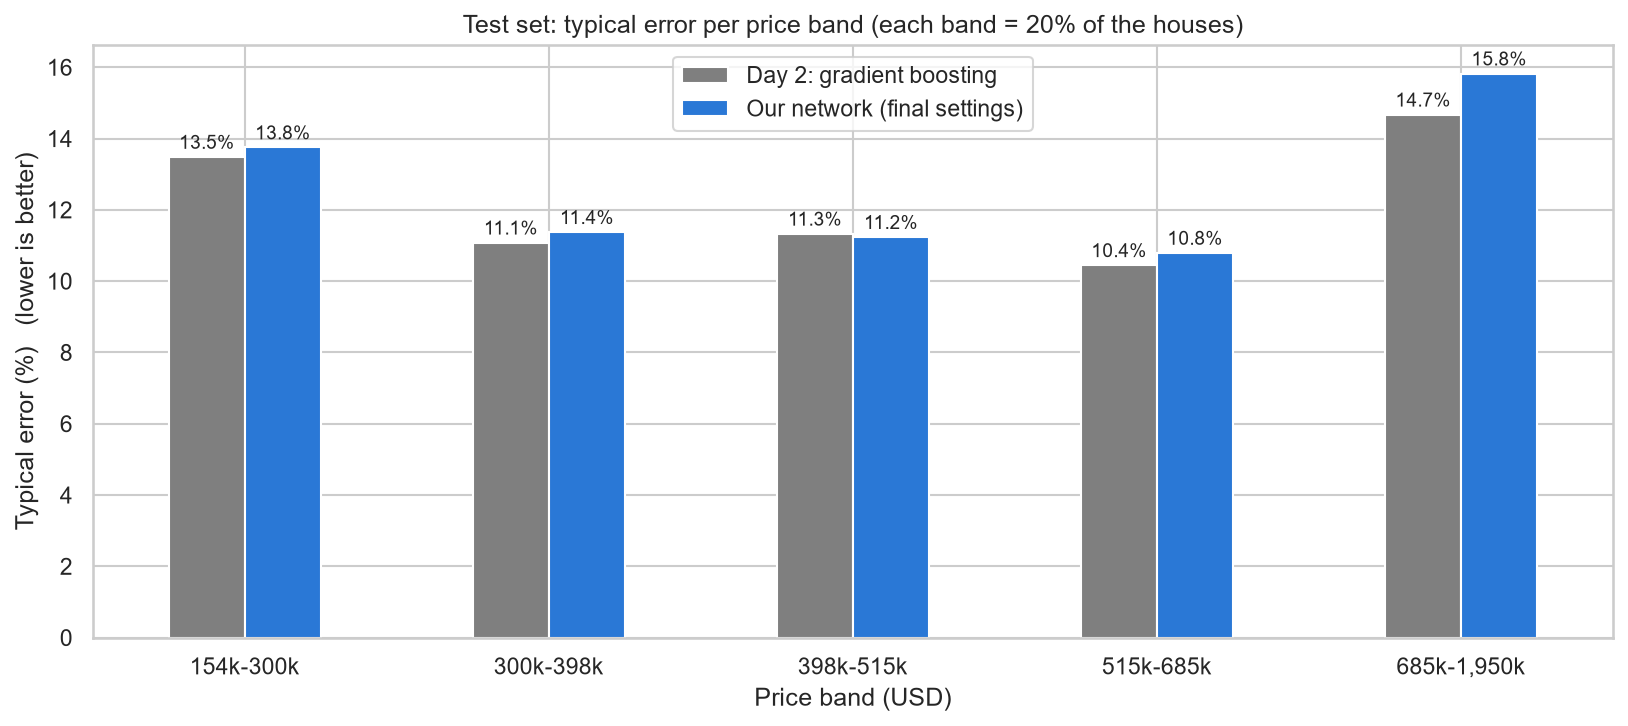 Test set: typical error per price band (each band = 20% of the houses)
Day 2: gradient boosting
Our network (final settings)
Typical error (%) (lower is better)
16
14
12
10
8
6
4
2
0
13.5%
13.8%
11.1%
11.4%
11.3%
11.2%
10.4%
10.8%
14.7%
15.8%
154k-300k
300k-398k
398k-515k
515k-685k
685k-1,950k
Price band (USD)